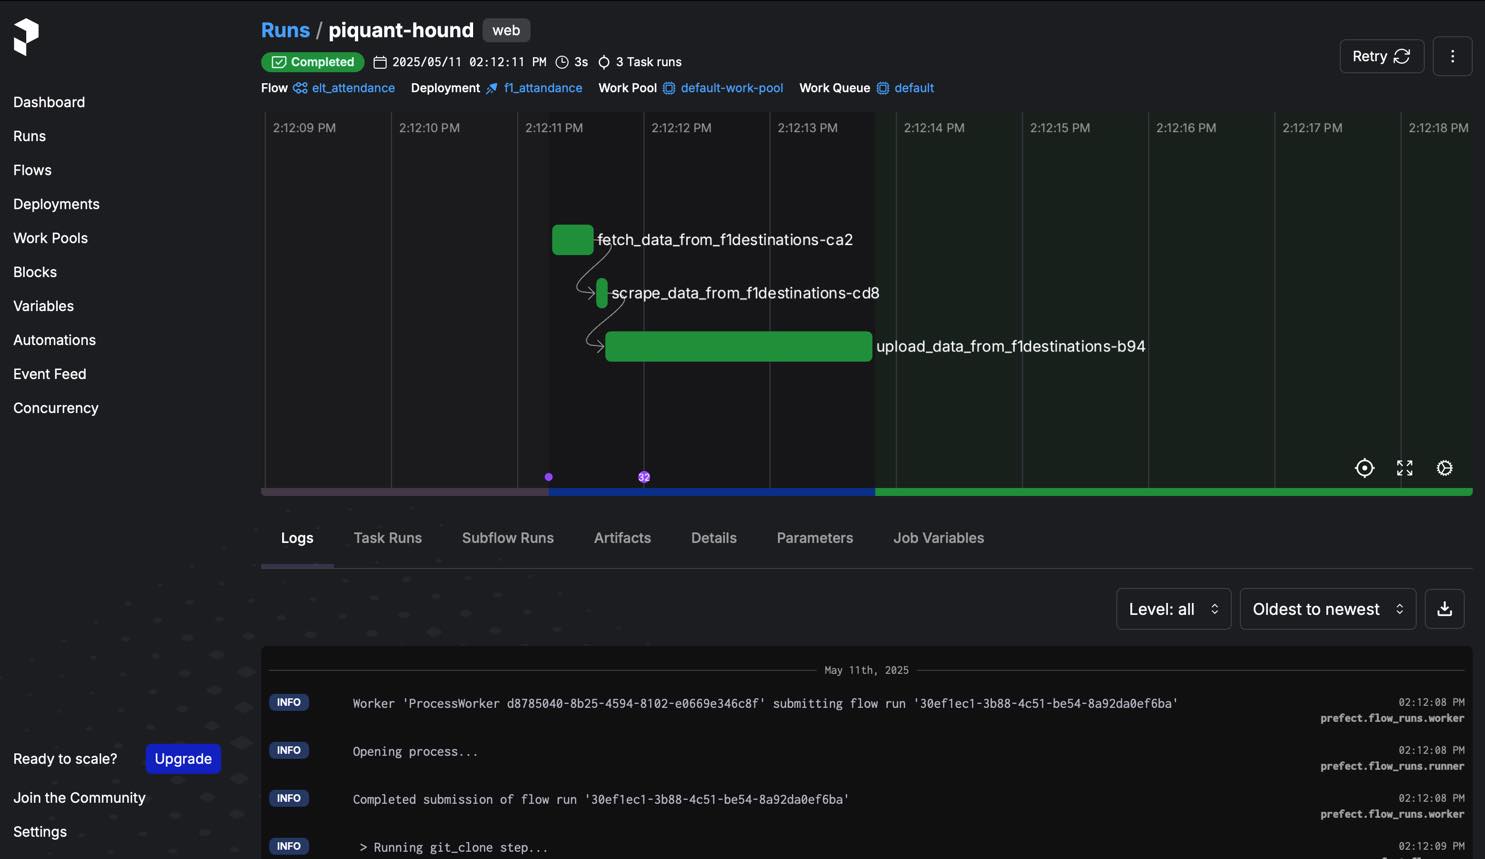 Runs / piquant-hound web
Completed 2025/05/11 02:12:11 PM 3s 3 Task runs
Retry
Flow elt_attendance Deployment f1_attandance Work Pool default-work-pool Work Queue default
Dashboard
Runs
Flows
Deployments
Work Pools
Blocks
Variables
Automations
Event Feed
Concurrency
Ready to scale? Upgrade
Join the Community
Settings
2:12:09 PM 2:12:10 PM 2:12:11 PM 2:12:12 PM 2:12:13 PM 2:12:14 PM 2:12:15 PM 2:12:16 PM 2:12:17 PM 2:12:18 PM
fetch_data_from_f1destinations-ca2
scrape_data_from_f1destinations-cd8
upload_data_from_f1destinations-b94
32
Logs Task Runs Subflow Runs Artifacts Details Parameters Job Variables
Level: all Oldest to newest
May 11th, 2025
INFO Worker 'ProcessWorker d8785040-8b25-4594-8102-e0669e346c8f' submitting flow run '30ef1ec1-3b88-4c51-be54-8a92da0ef6ba' 02:12:08 PM
prefect.flow_runs.worker
INFO Opening process... 02:12:08 PM
prefect.flow_runs.runner
INFO Completed submission of flow run '30ef1ec1-3b88-4c51-be54-8a92da0ef6ba' 02:12:08 PM
prefect.flow_runs.worker
INFO > Running git_clone step... 02:12:09 PM